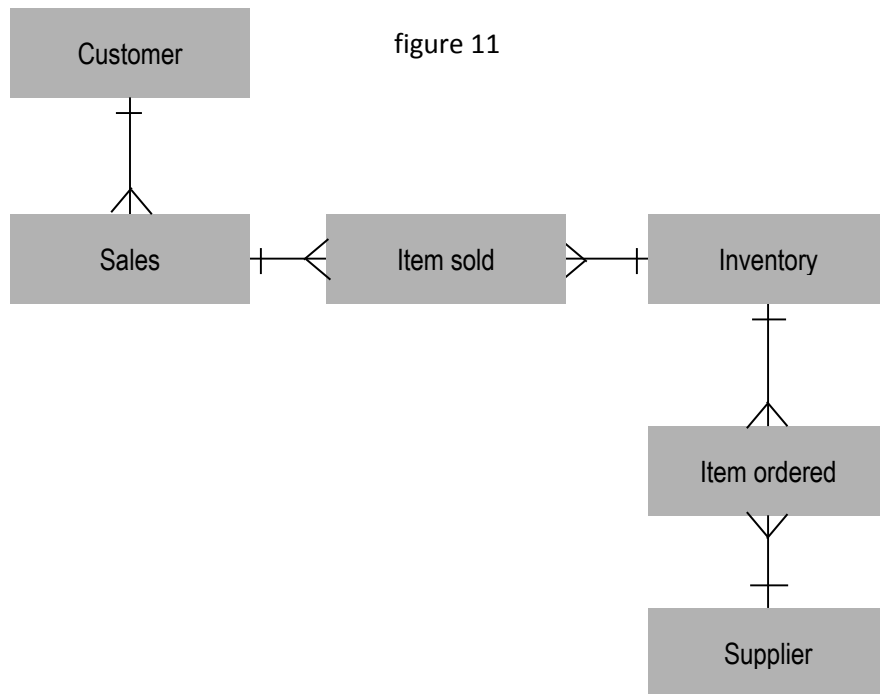 Customer
figure 11
Sales
Item sold
Inventory
Item ordered
Supplier